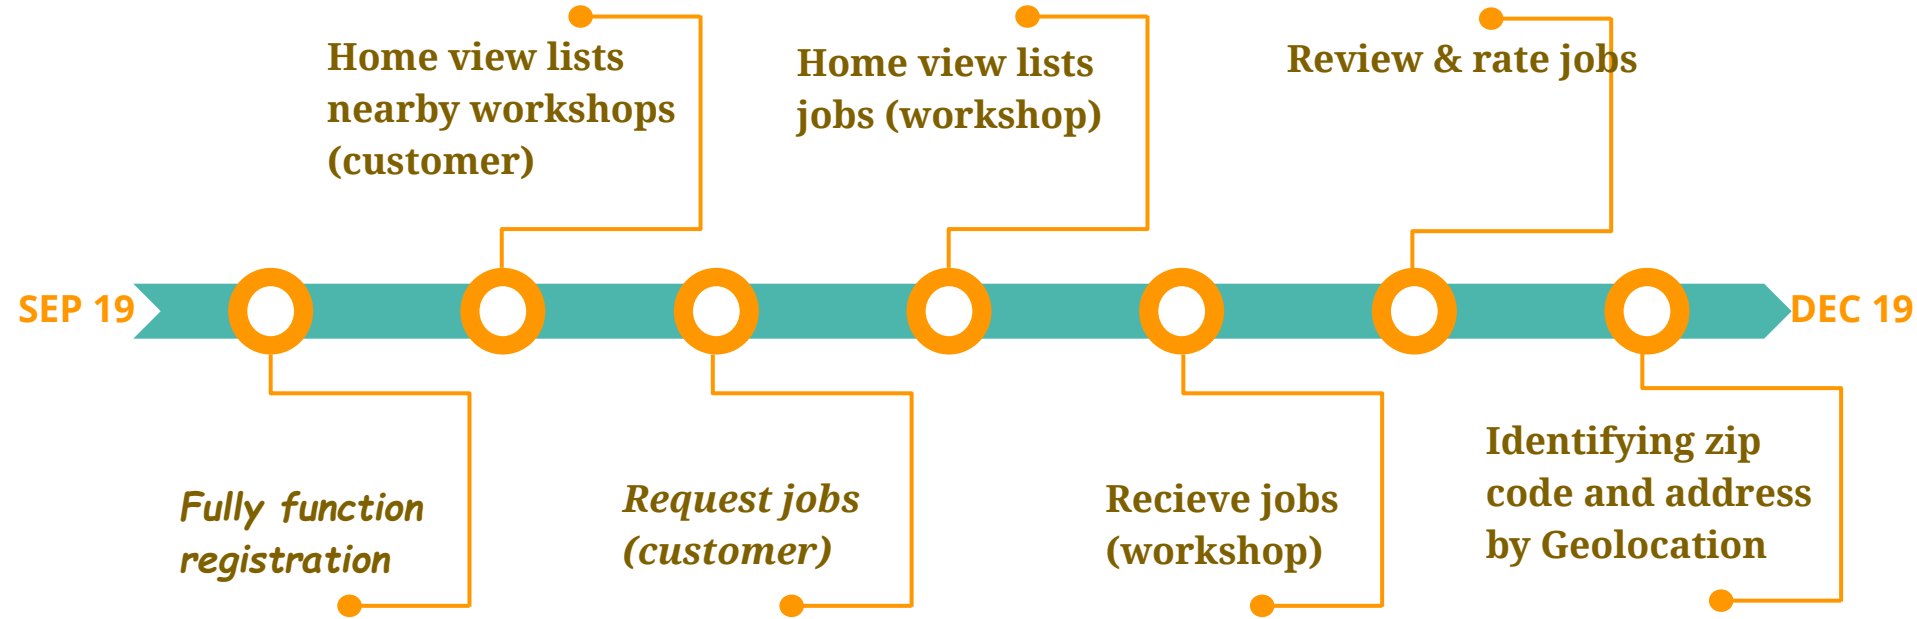 Home view lists
nearby workshops
(customer)
Home view lists
jobs (workshop)
Review & rate jobs
SEP 19
DEC 19
Fully function
registration
Request jobs
(customer)
Recieve jobs
(workshop)
Identifying zip
code and address
by Geolocation